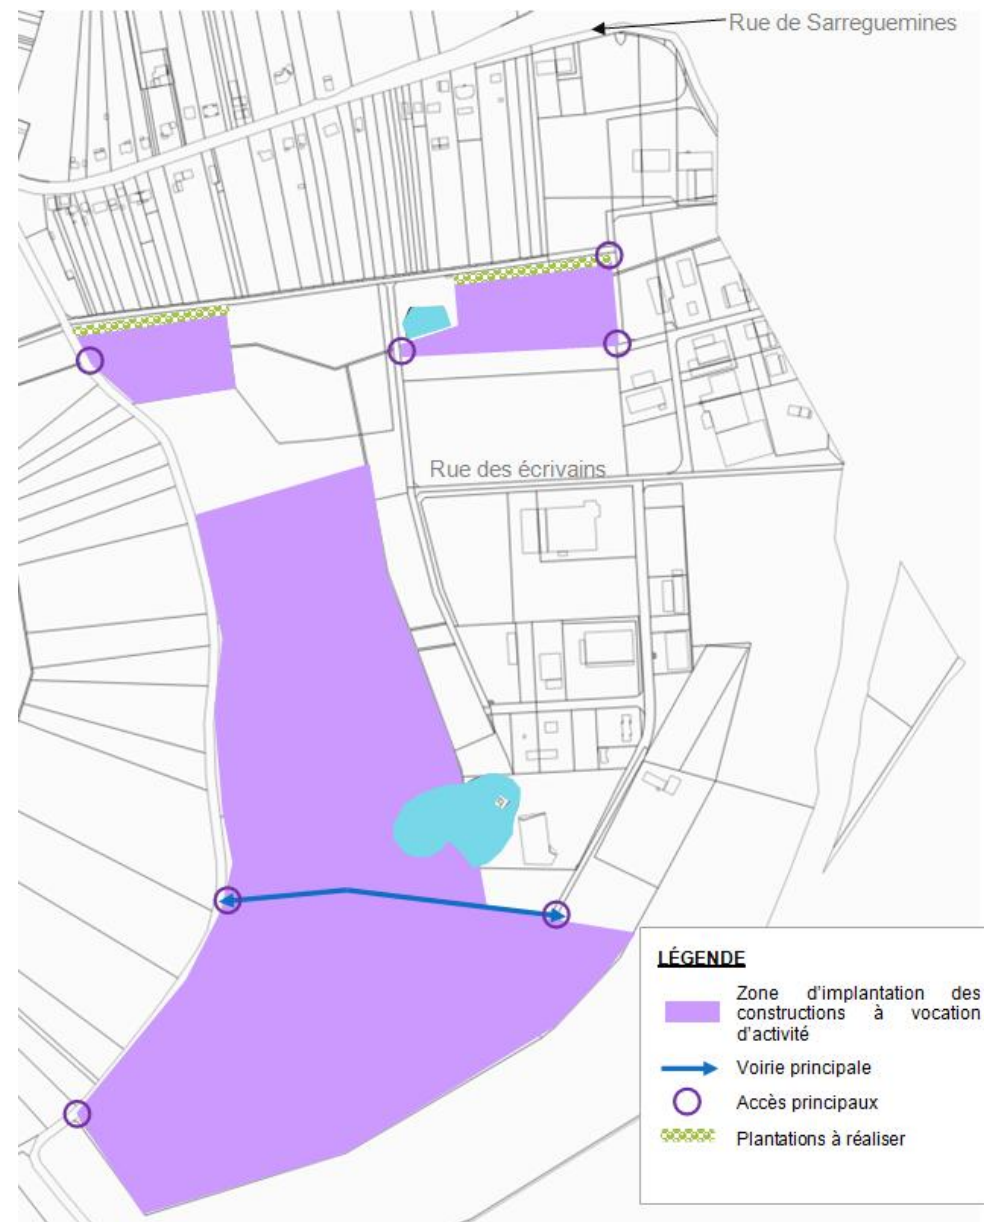 Rue de Sarreguemines
Rue des écrivains
LÉGENDE
Zone d'implantation des
constructions à vocation
d'activité
Voirie principale
Accès principaux
Plantations à réaliser